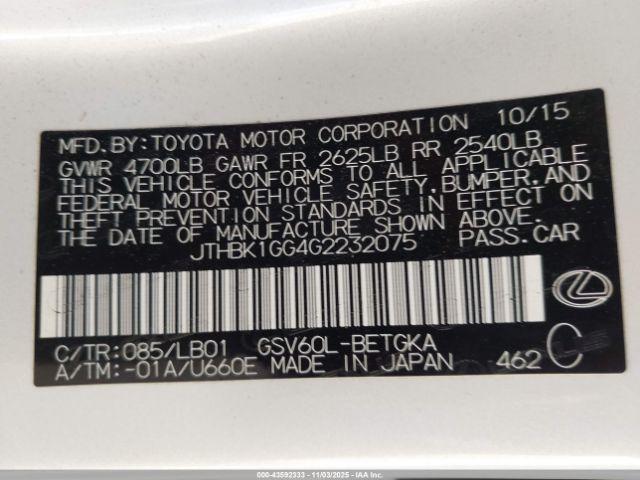 10/15
MFD.BY:TOYOTA MOTOR CORPORATION
GVWR 4700LB GAWR FR 2625LB RR 2540LB
THIS VEHICLE CONFORMS TO ALL APPLICABLE
FEDERAL MOTOR VEHICLE SAFETY,BUMPER,AND
THEFT PREVENTION STANDARDS IN EFFECT ON
THE DATE OF MANUFACTURE SHOWN ABOVE.
JTHBK1GG4G2232075 PASS.CAR
C/TR:085/LB01 GSV60L-BETGKA
A/TM:-01A/U660E MADE IN JAPAN 462 C
000-43592333 - 11/03/2025 - IAAI.COM